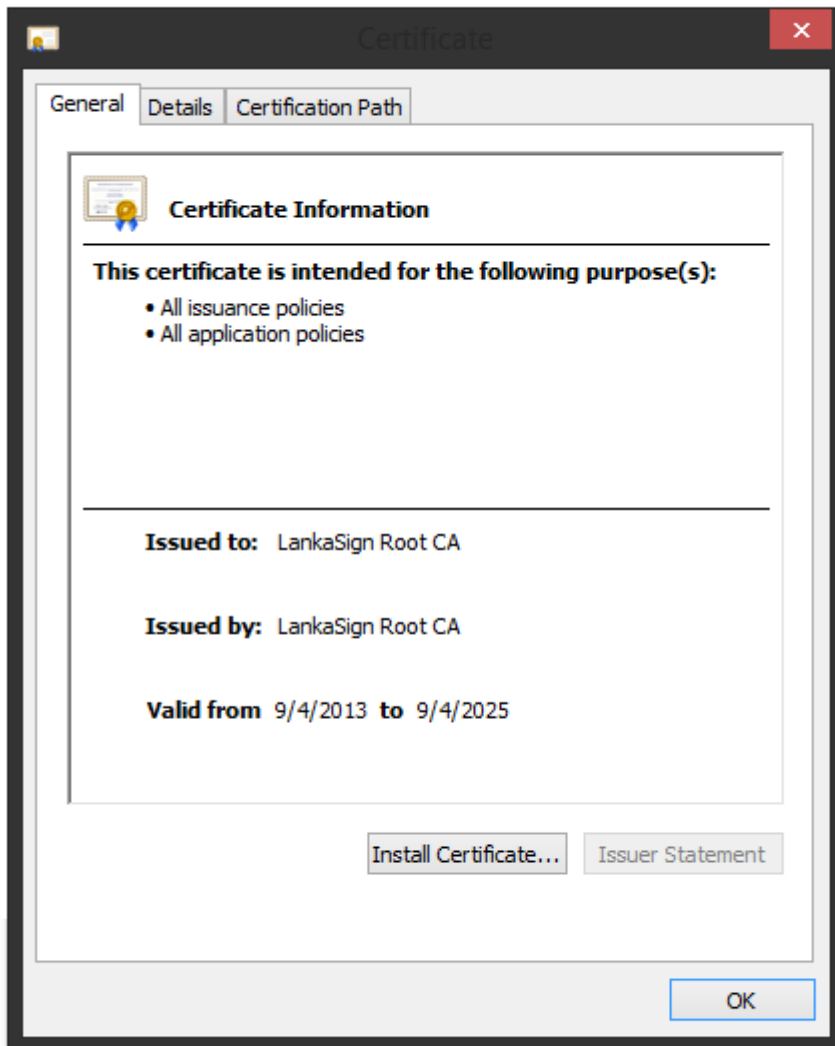 Certificate
General Details Certification Path
Certificate Information
This certificate is intended for the following purpose(s):
• All issuance policies
• All application policies
Issued to: LankaSign Root CA
Issued by: LankaSign Root CA
Valid from 9/4/2013 to 9/4/2025
Install Certificate... Issuer Statement
OK